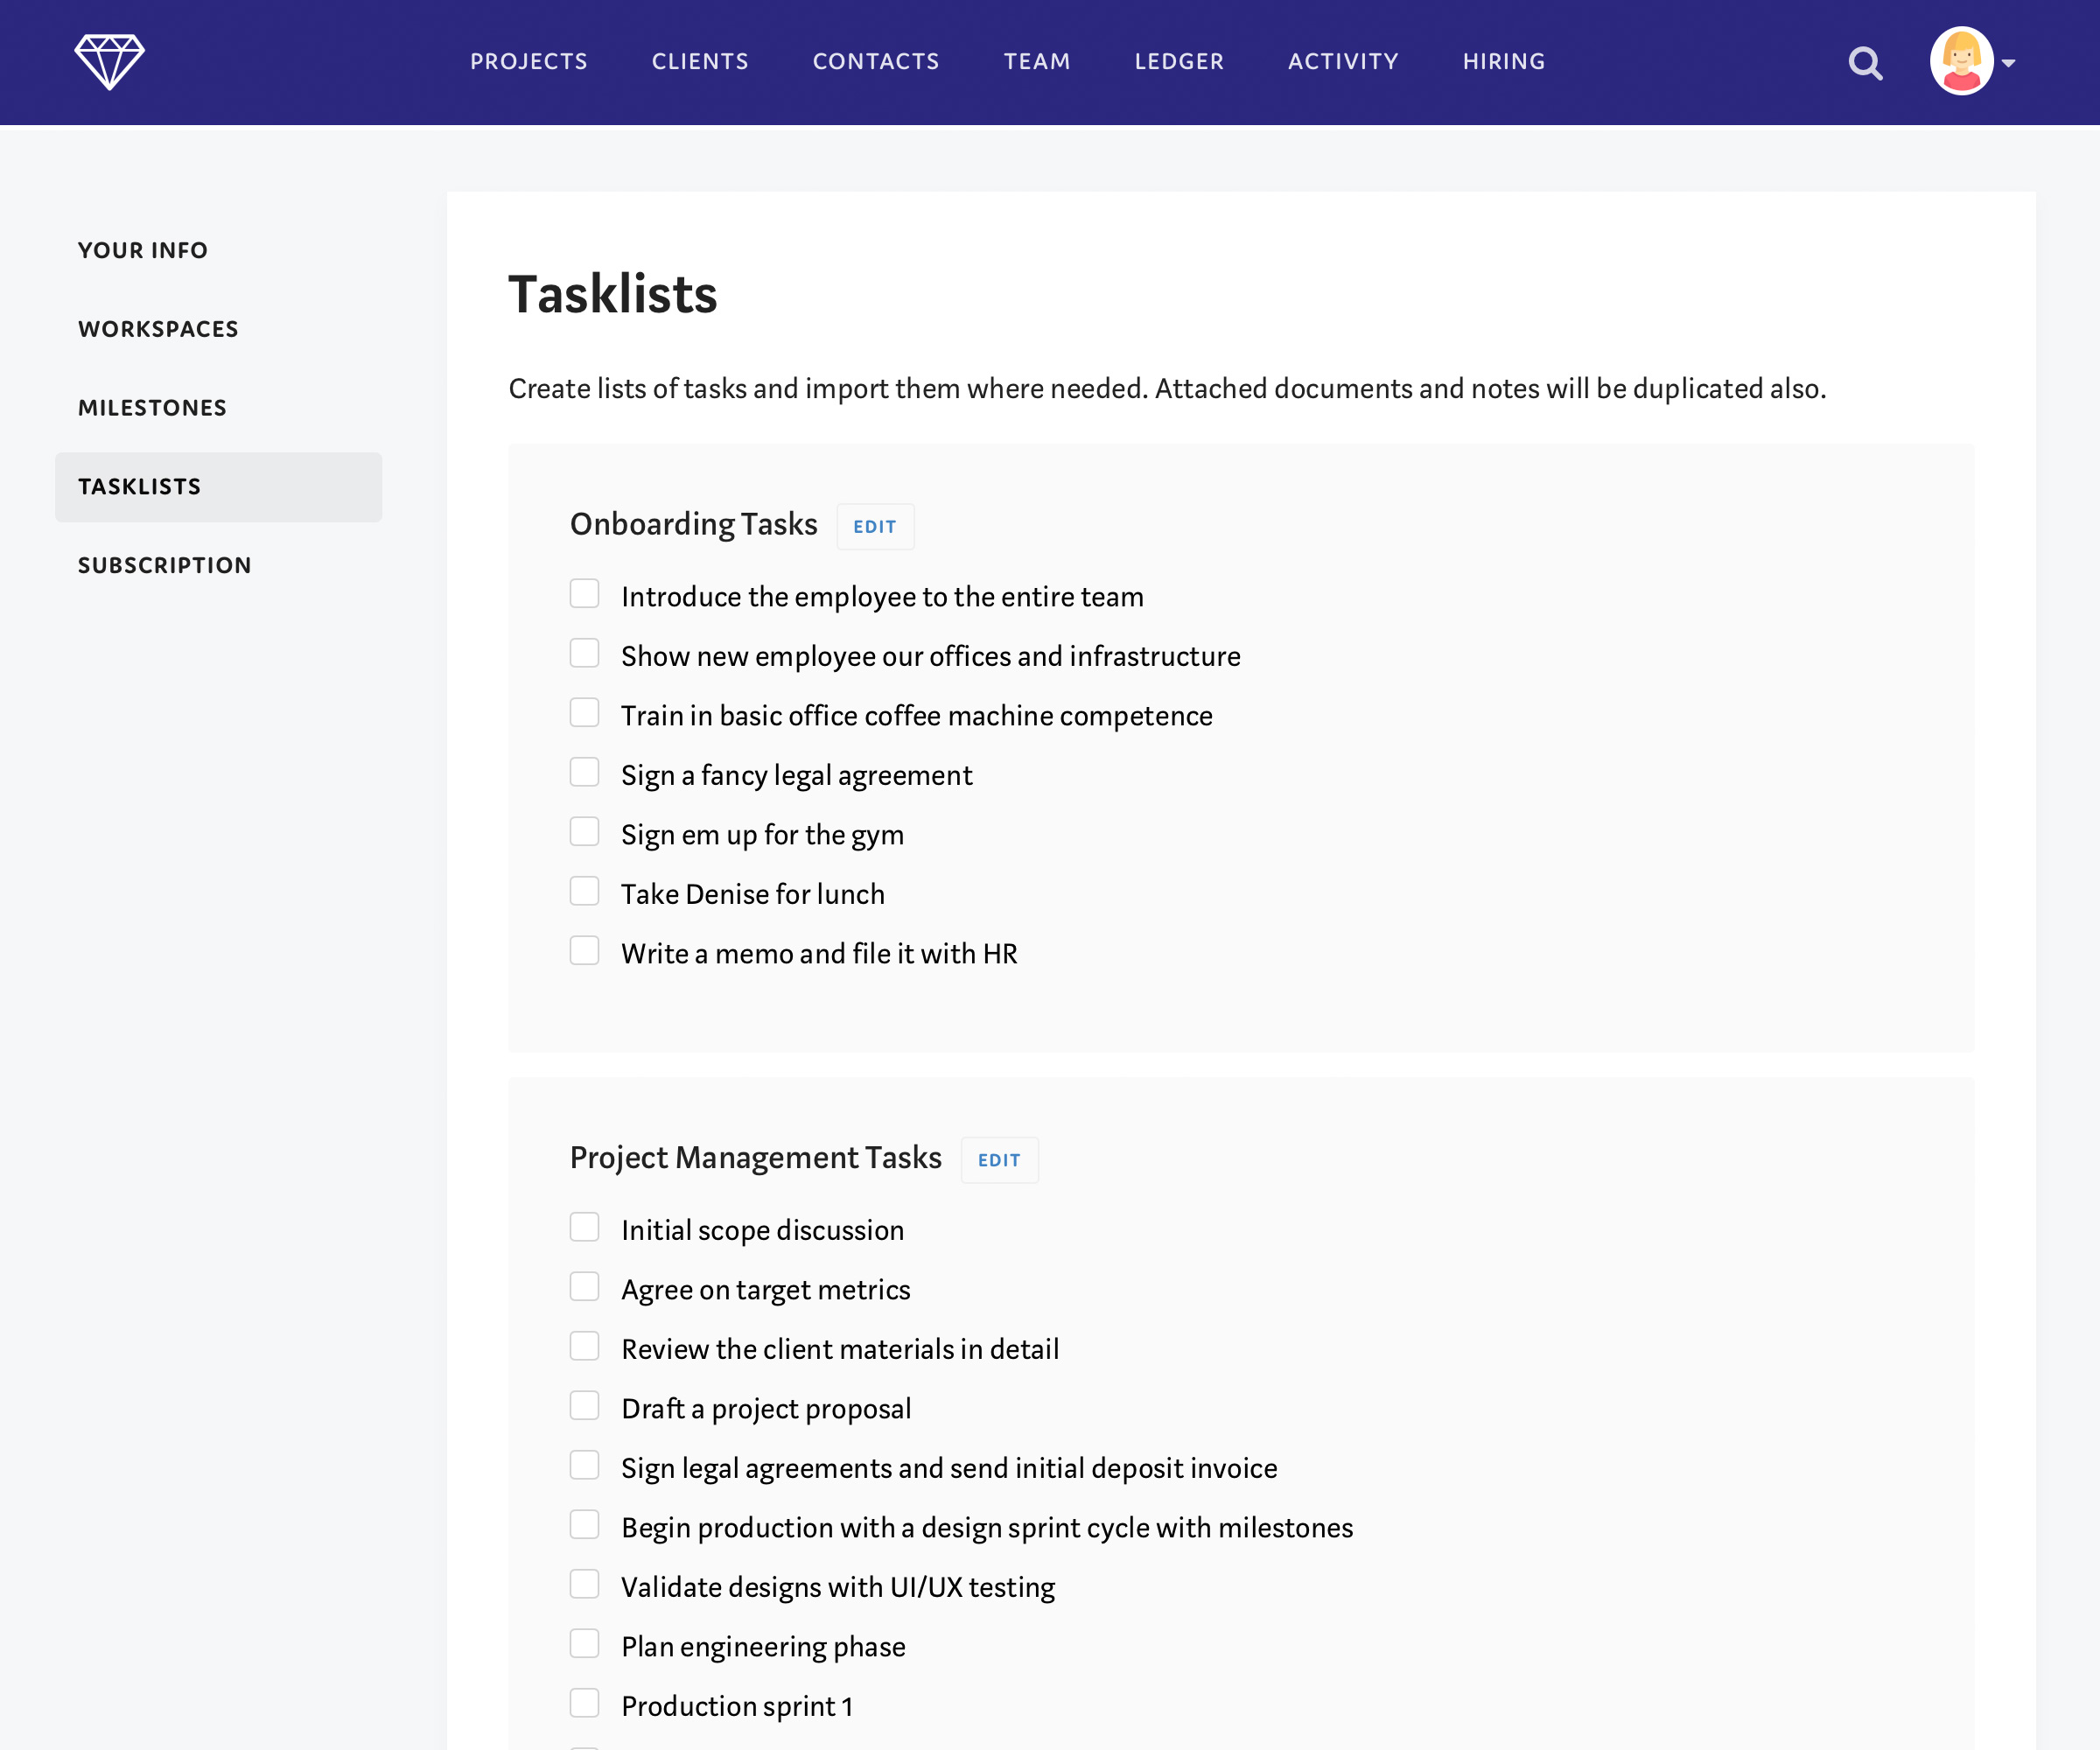 PROJECTS CLIENTS CONTACTS TEAM LEDGER ACTIVITY HIRING
YOUR INFO
WORKSPACES
MILESTONES
TASKLISTS
SUBSCRIPTION
Tasklists
Create lists of tasks and import them where needed. Attached documents and notes will be duplicated also.
Onboarding Tasks EDIT
Introduce the employee to the entire team
Show new employee our offices and infrastructure
Train in basic office coffee machine competence
Sign a fancy legal agreement
Sign em up for the gym
Take Denise for lunch
Write a memo and file it with HR
Project Management Tasks EDIT
Initial scope discussion
Agree on target metrics
Review the client materials in detail
Draft a project proposal
Sign legal agreements and send initial deposit invoice
Begin production with a design sprint cycle with milestones
Validate designs with UI/UX testing
Plan engineering phase
Production sprint 1